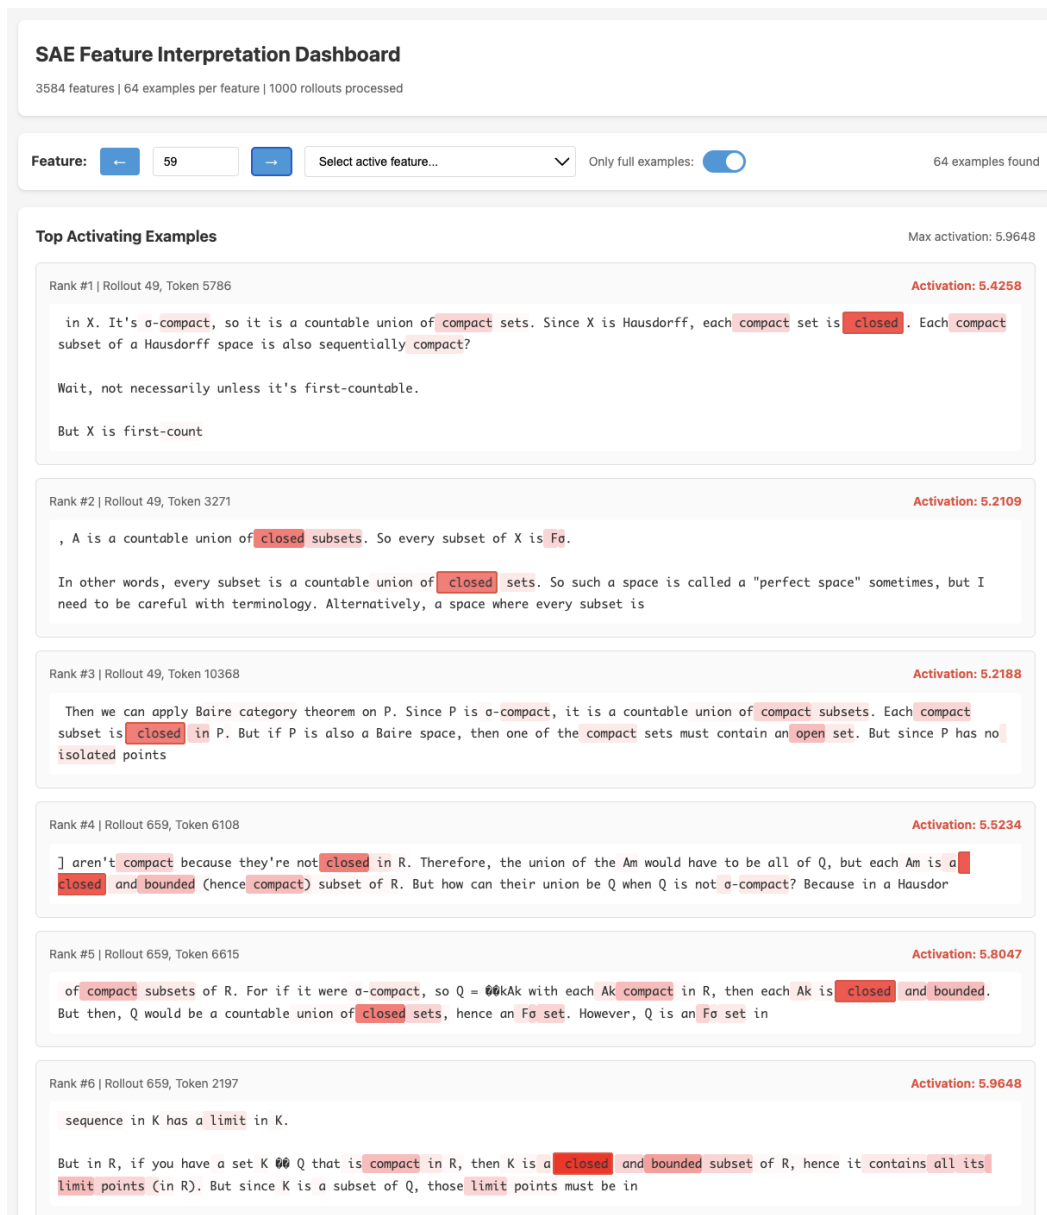 SAE Feature Interpretation Dashboard
3584 features | 64 examples per feature | 1000 rollouts processed
Feature: ← 59 → Select active feature... Only full examples: 64 examples found
Top Activating Examples Max activation: 5.9648
Rank #1 | Rollout 49, Token 5786 Activation: 5.4258
in X. It's σ-compact, so it is a countable union of compact sets. Since X is Hausdorff, each compact set is closed. Each compact
subset of a Hausdorff space is also sequentially compact?
Wait, not necessarily unless it's first-countable.
But X is first-count
Rank #2 | Rollout 49, Token 3271 Activation: 5.2109
, A is a countable union of closed subsets. So every subset of X is Fσ.
In other words, every subset is a countable union of closed sets. So such a space is called a "perfect space" sometimes, but I
need to be careful with terminology. Alternatively, a space where every subset is
Rank #3 | Rollout 49, Token 10368 Activation: 5.2188
Then we can apply Baire category theorem on P. Since P is σ-compact, it is a countable union of compact subsets. Each compact
subset is closed in P. But if P is also a Baire space, then one of the compact sets must contain an open set. But since P has no
isolated points
Rank #4 | Rollout 659, Token 6108 Activation: 5.5234
] aren't compact because they're not closed in R. Therefore, the union of the Am would have to be all of Q, but each Am is a
closed and bounded (hence compact) subset of R. But how can their union be Q when Q is not σ-compact? Because in a Hausdor
Rank #5 | Rollout 659, Token 6615 Activation: 5.8047
of compact subsets of R. For if it were σ-compact, so Q = ��kAk with each Ak compact in R, then each Ak is closed and bounded.
But then, Q would be a countable union of closed sets, hence an Fσ set. However, Q is an Fσ set in
Rank #6 | Rollout 659, Token 2197 Activation: 5.9648
sequence in K has a limit in K.
But in R, if you have a set K �� Q that is compact in R, then K is a closed and bounded subset of R, hence it contains all its
limit points (in R). But since K is a subset of Q, those limit points must be in